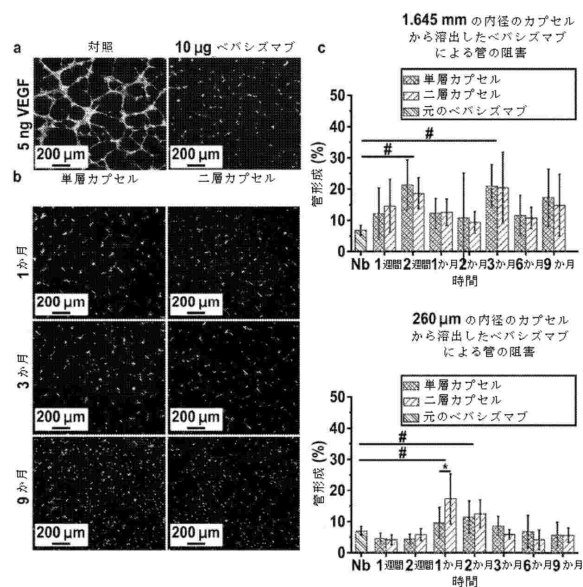 a
対照
10 µg ベバシズマブ
5 ng VEGF
200 µm
200 µm
b
単層カプセル
二層カプセル
1か月
200 µm
200 µm
3か月
200 µm
200 µm
9か月
200 µm
200 µm
c
1.645 mm の内径のカプセル
から溶出したベバシズマブ
による管の阻害
単層カプセル
二層カプセル
元のベバシズマブ
管形成(%)
50
40
30
20
10
0
#
#
Nb 1週間 2週間 1か月 2か月 3か月 6か月 9か月
時間
260 µm の内径のカプセル
から溶出したベバシズマブ
による管の阻害
単層カプセル
二層カプセル
元のベバシズマブ
管形成(%)
50
40
30
20
10
0
#
#
*
Nb 1週間 2週間 1か月 2か月 3か月 6か月 9か月
時間